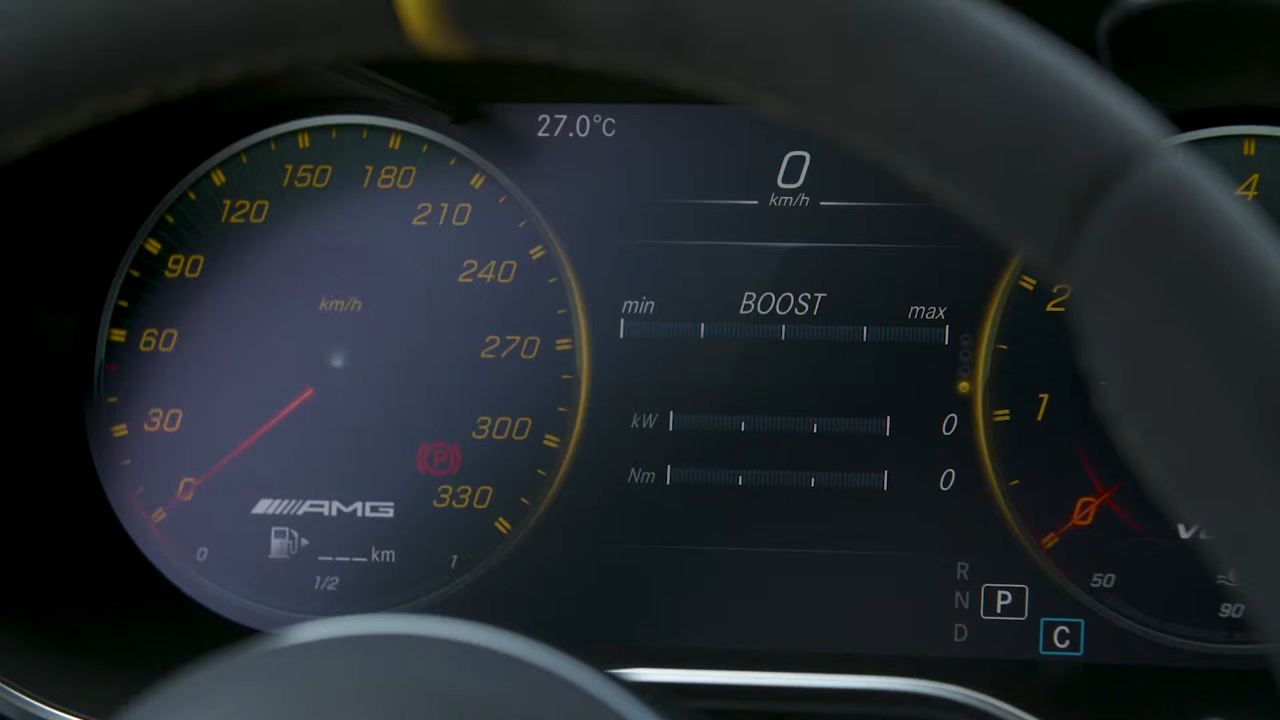 27.0°C
0
km/h
0
30
60
90
120
150
180
210
240
270
300
330
km/h
AMG
P
___km
0
1/2
1
min BOOST max
kW 0
Nm 0
R
N
D
P
C
0
1
2
4
50
90